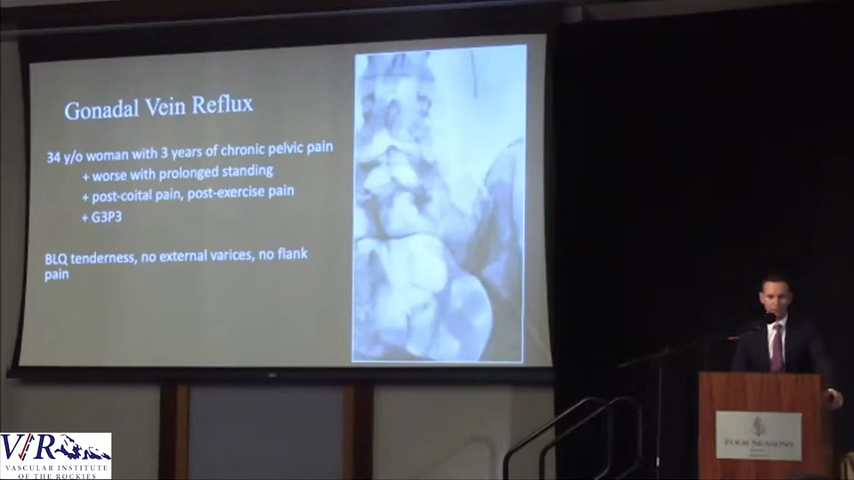 Gonadal Vein Reflux
34 y/o woman with 3 years of chronic pelvic pain
+ worse with prolonged standing
+ post-coital pain, post-exercise pain
+ G3P3
BLQ tenderness, no external varices, no flank
pain
FOUR SEASONS
V/R
VASCULAR INSTITUTE
OF THE ROCKIES